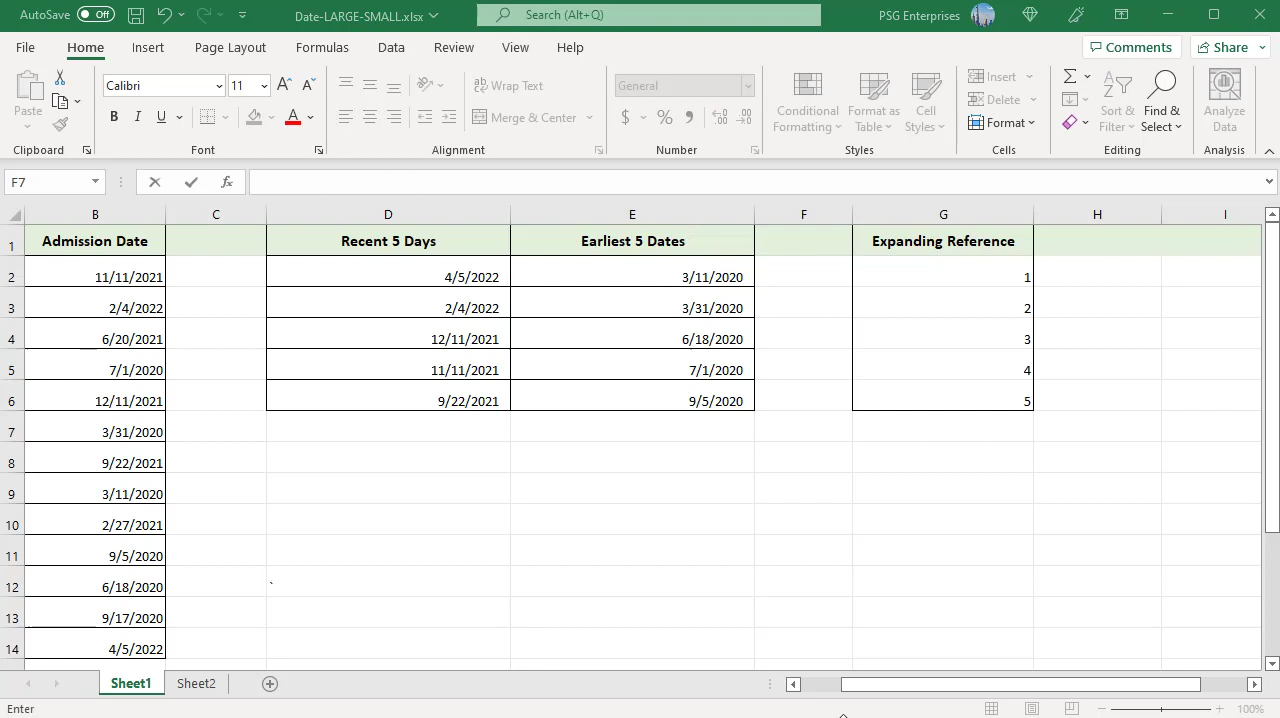 AutoSave Off Date-LARGE-SMALL.xlsx Search (Alt+Q) PSG Enterprises
File Home Insert Page Layout Formulas Data Review View Help Comments Share
Paste Calibri 11 A A Wrap Text General Conditional Formatting Format as Table Cell Styles Insert Sort & Filter Find & Select Analyze Data
B I U A Merge & Center $ % 9 Delete
Format
Clipboard Font Alignment Number Styles Cells Editing Analysis
F7 fx
B C D E F G H I
1 Admission Date Recent 5 Days Earliest 5 Dates Expanding Reference
2 11/11/2021 4/5/2022 3/11/2020 1
3 2/4/2022 2/4/2022 3/31/2020 2
4 6/20/2021 12/11/2021 6/18/2020 3
5 7/1/2020 11/11/2021 7/1/2020 4
6 12/11/2021 9/22/2021 9/5/2020 5
7 3/31/2020
8 9/22/2021
9 3/11/2020
10 2/27/2021
11 9/5/2020
12 6/18/2020 `
13 9/17/2020
14 4/5/2022
Sheet1 Sheet2
Enter 100%